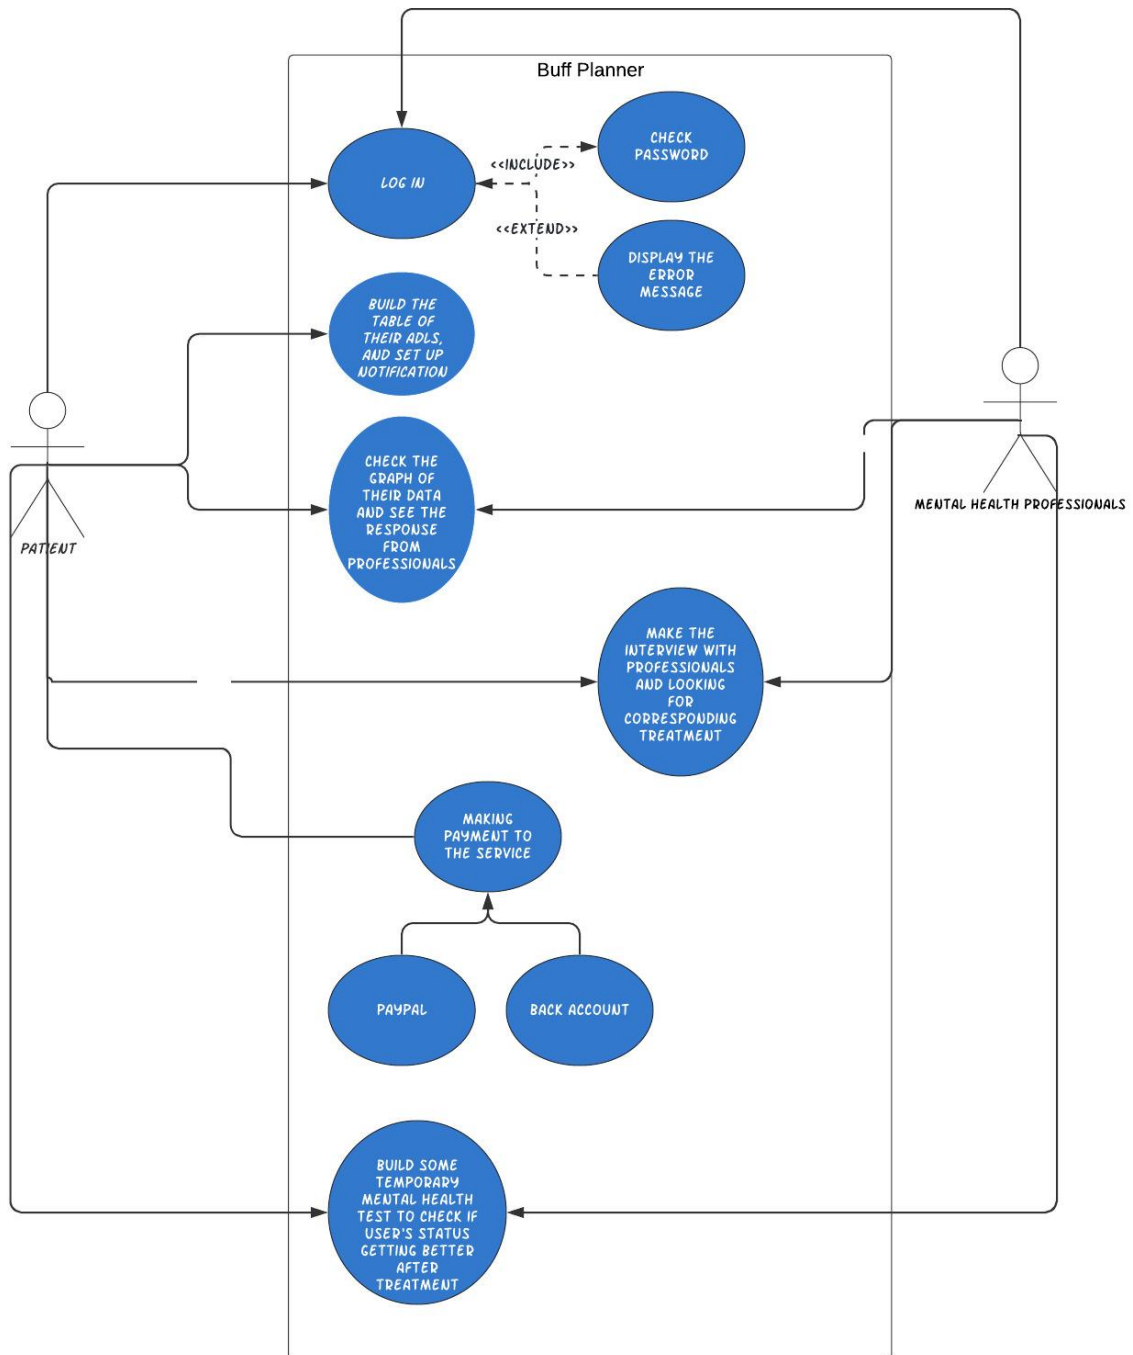 Buff Planner
CHECK
PASSWORD
<<INCLUDE>>
LOG IN
<<EXTEND>>
DISPLAY THE
ERROR
MESSAGE
BUILD THE
TABLE OF
THEIR ADLS,
AND SET UP
NOTIFICATION
CHECK THE
GRAPH OF
THEIR DATA
AND SEE THE
RESPONSE
FROM
PROFESSIONALS
PATIENT
MENTAL HEALTH PROFESSIONALS
MAKE THE
INTERVIEW WITH
PROFESSIONALS
AND LOOKING
FOR
CORRESPONDING
TREATMENT
MAKING
PAYMENT TO
THE SERVICE
PAYPAL
BACK ACCOUNT
BUILD SOME
TEMPORARY
MENTAL HEALTH
TEST TO CHECK IF
USER'S STATUS
GETTING BETTER
AFTER
TREATMENT